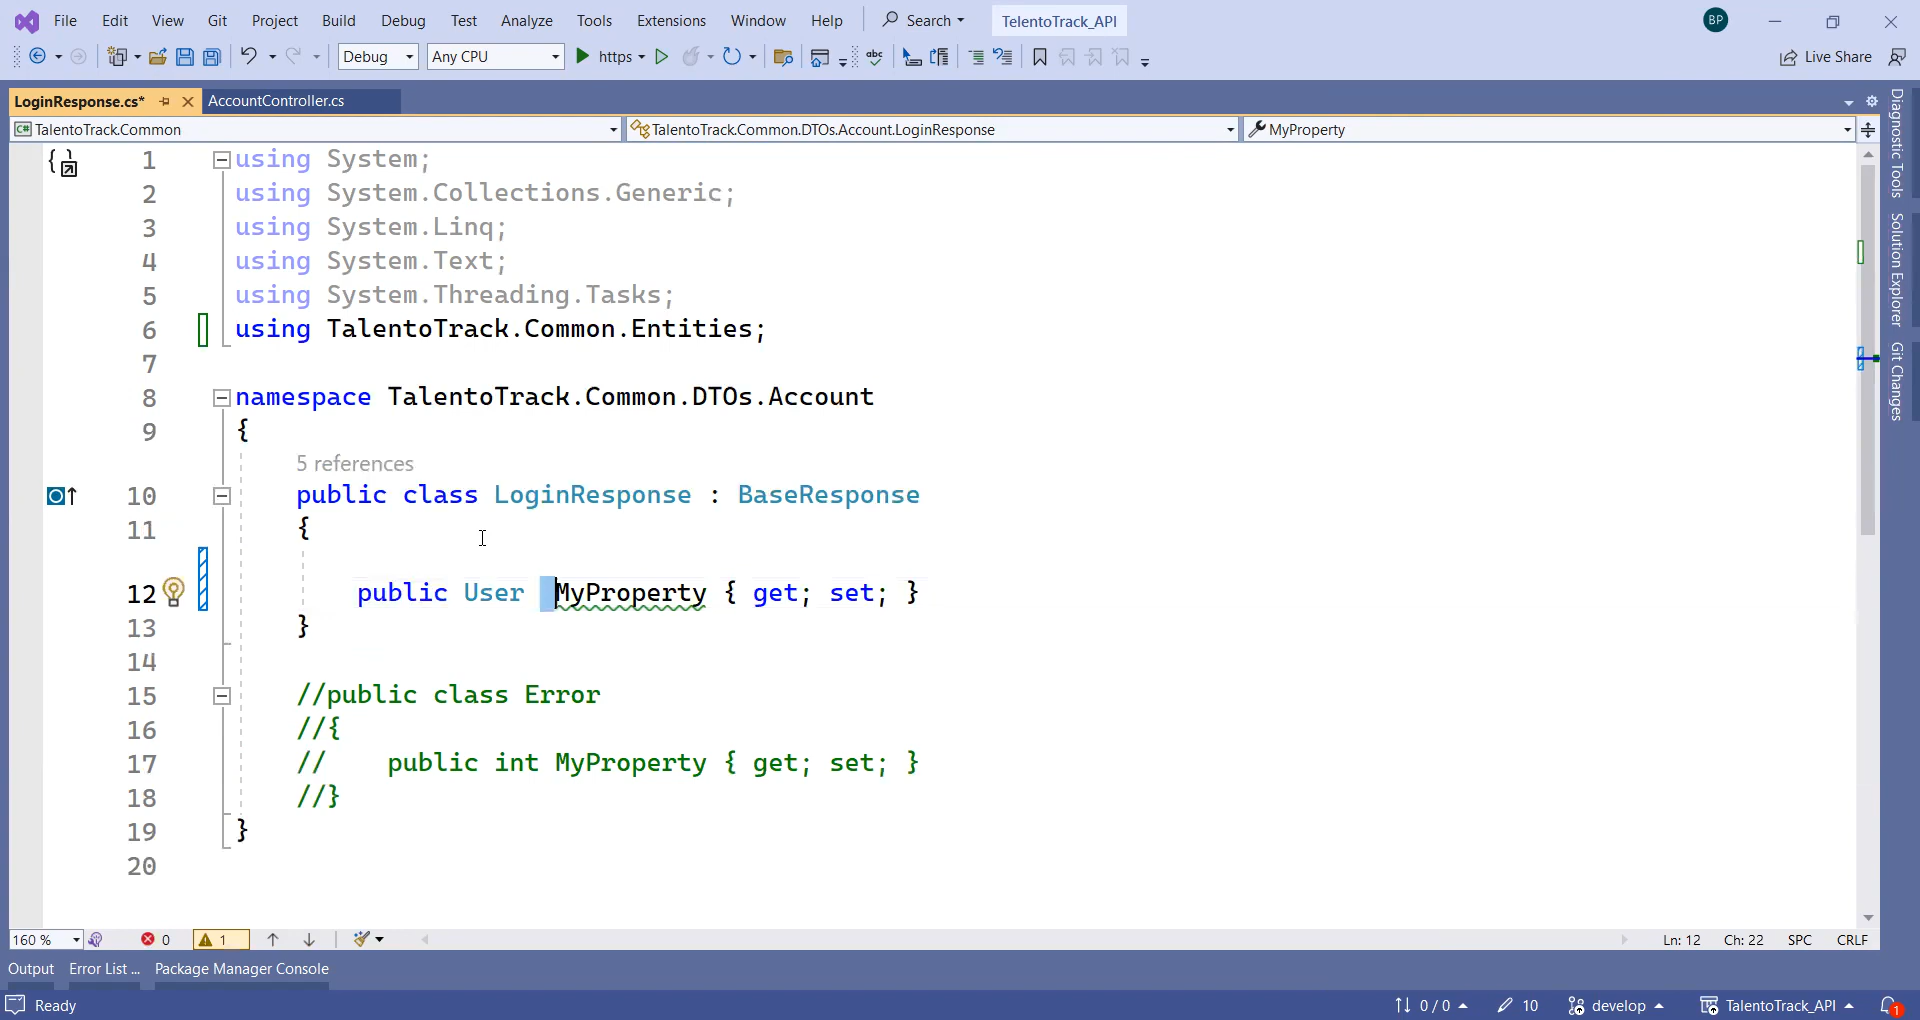 File Edit View Git Project Build Debug Test Analyze Tools Extensions Window Help Search TalentoTrack_API BP
Debug Any CPU https Live Share
LoginResponse.cs* AccountController.cs
TalentoTrack.Common TalentoTrack.Common.DTOs.Account.LoginResponse MyProperty
1 using System;
2 using System.Collections.Generic;
3 using System.Linq;
4 using System.Text;
5 using System.Threading.Tasks;
6 using TalentoTrack.Common.Entities;
7
8 namespace TalentoTrack.Common.DTOs.Account
9 {
5 references
10 public class LoginResponse : BaseResponse
11 {
12 public User MyProperty { get; set; }
13 }
14
15 //public class Error
16 //{
17 // public int MyProperty { get; set; }
18 //}
19 }
20
Diagnostic Tools
Solution Explorer
Git Changes
160 % 0 1 Ln: 12 Ch: 22 SPC CRLF
Output Error List ... Package Manager Console
Ready 0 / 0 10 develop TalentoTrack_API 1